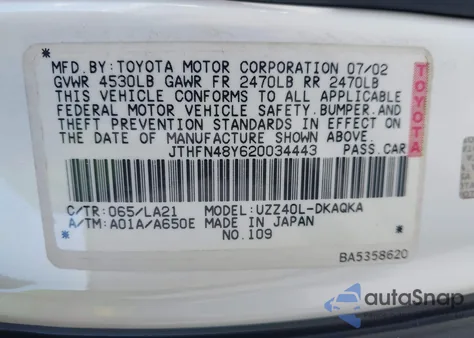 MFD.BY:TOYOTA MOTOR CORPORATION 07/02
GVWR 4530LB GAWR FR 2470LB RR 2470LB
THIS VEHICLE CONFORMS TO ALL APPLICABLE
FEDERAL MOTOR VEHICLE SAFETY,BUMPER,AND
THEFT PREVENTION STANDARDS IN EFFECT ON
THE DATE OF MANUFACTURE SHOWN ABOVE.
JTHFN48Y620034443 PASS.CAR
TOYOTA
C/TR:065/LA21 MODEL:UZZ40L-DKAQKA
A/TM:A01A/A650E MADE IN JAPAN
NO.109
BA5358620
autoSnap